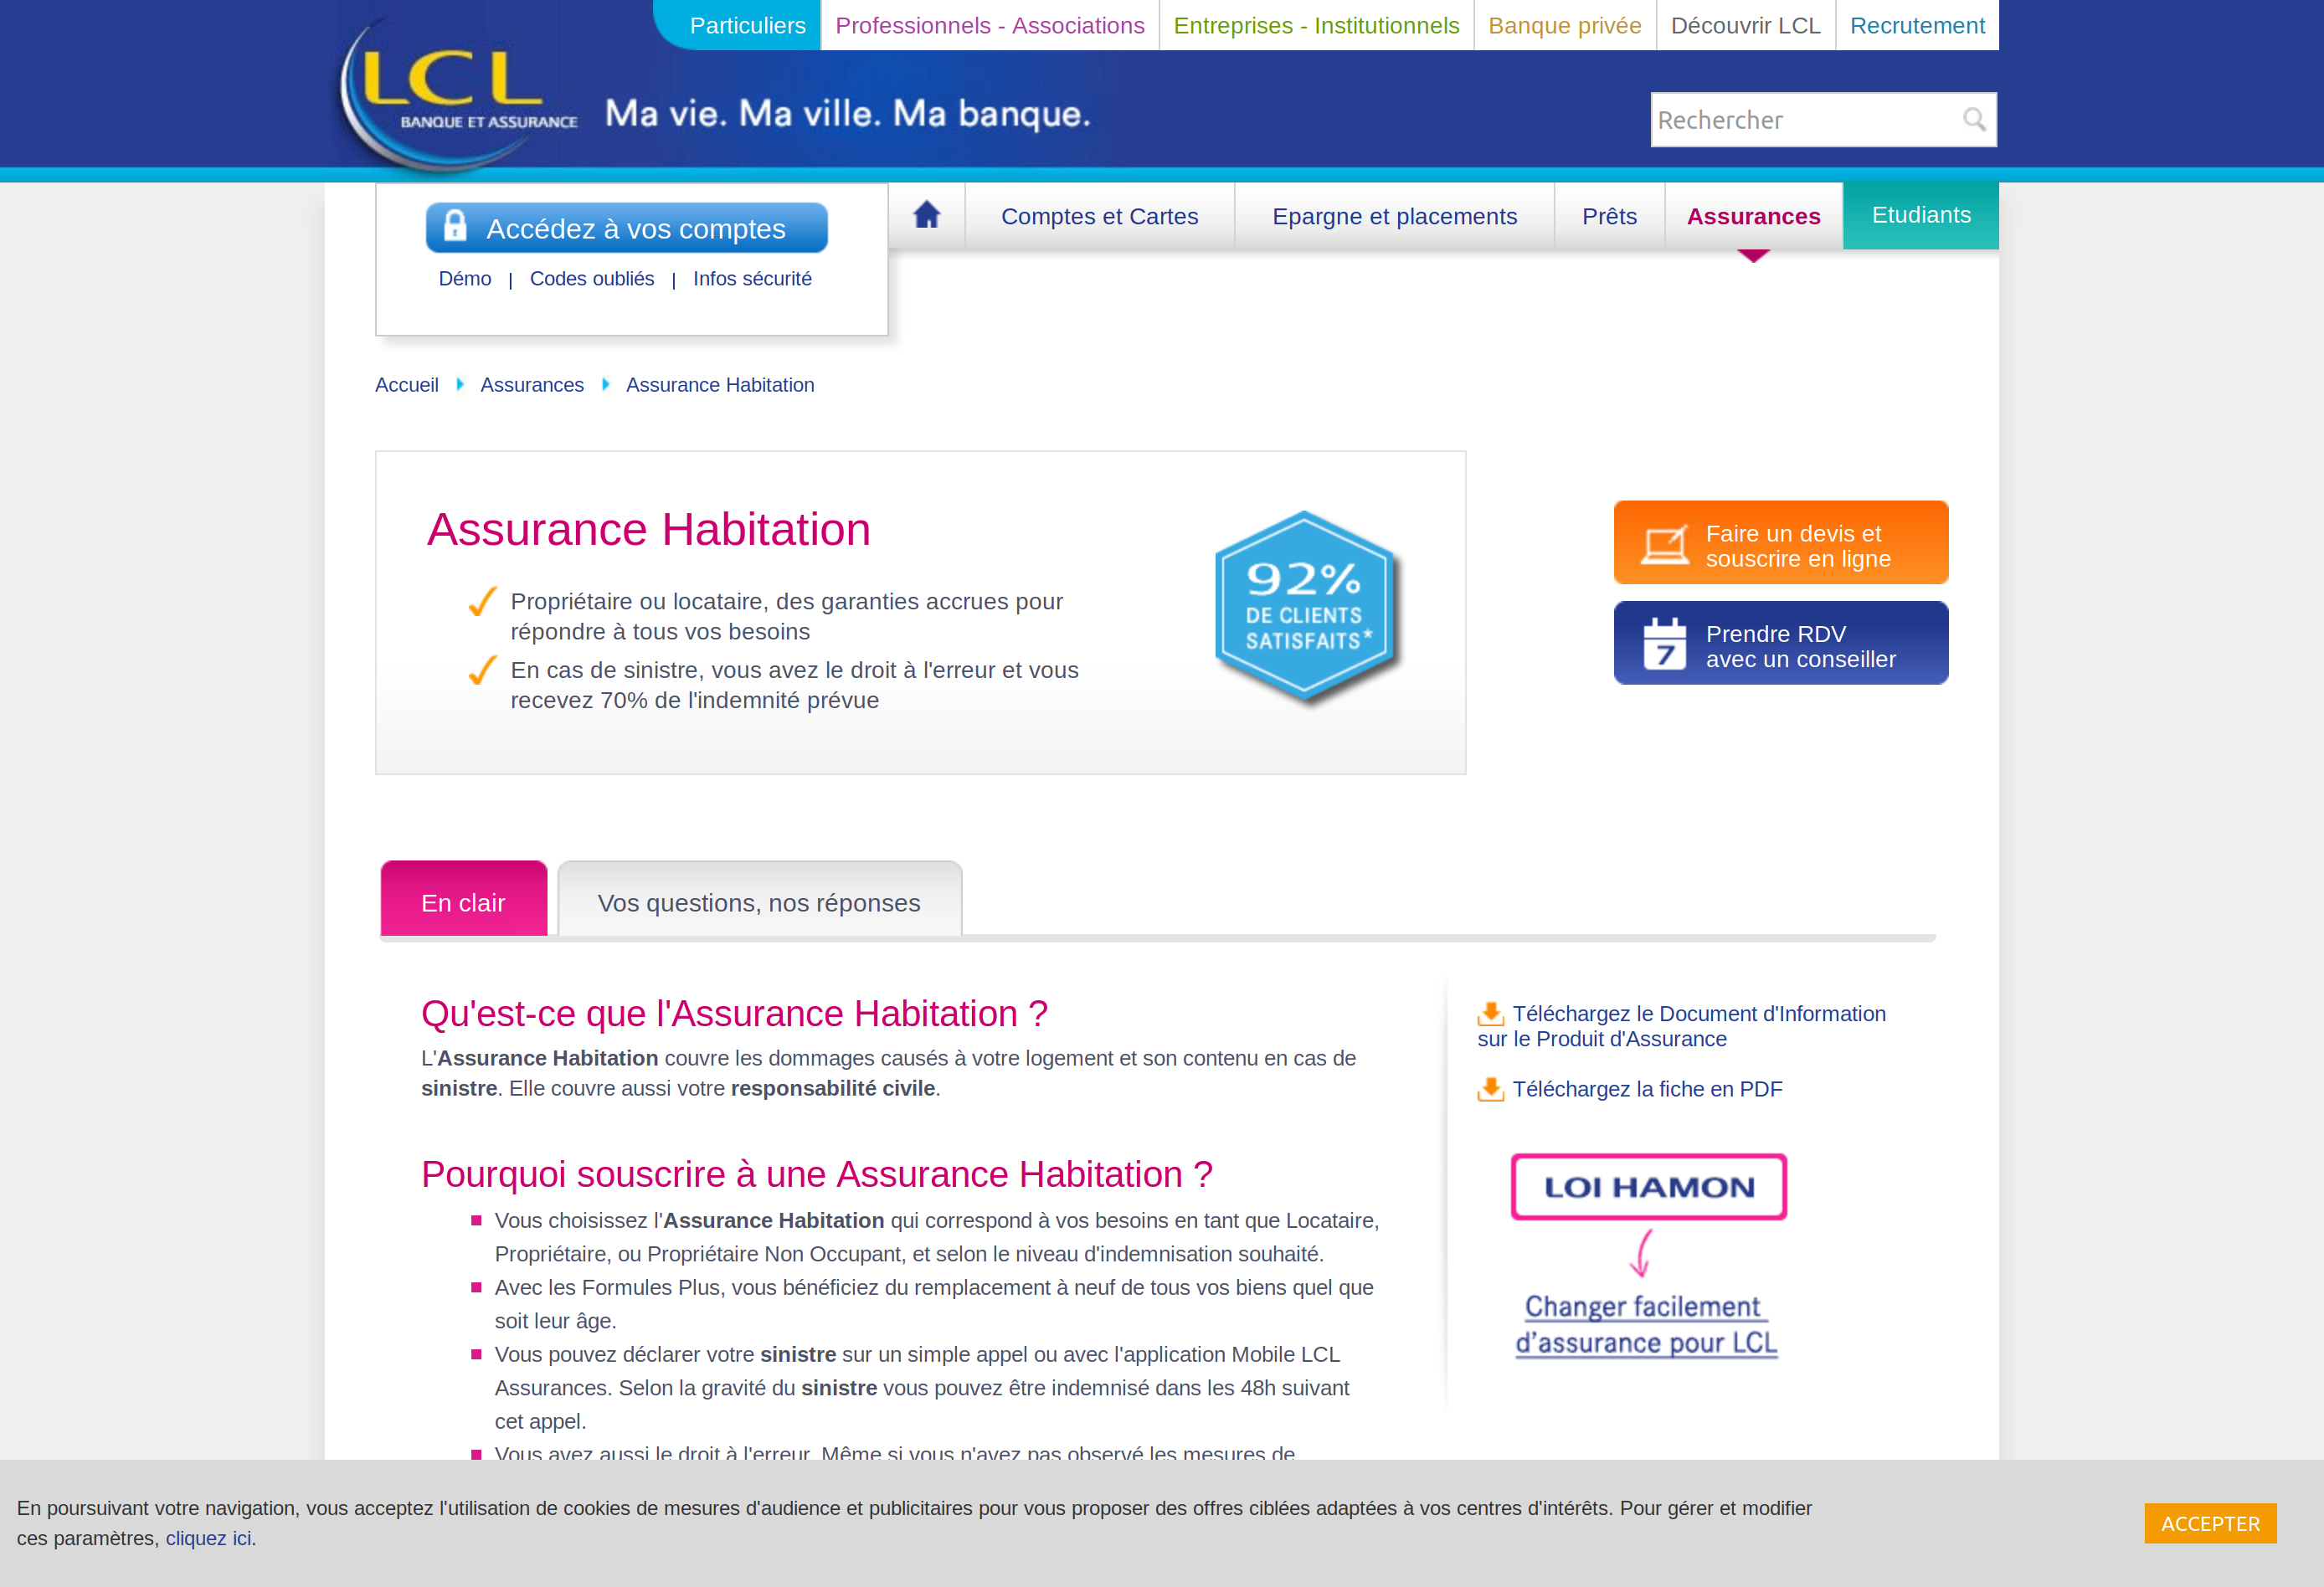 Particuliers
Professionnels - Associations
Entreprises - Institutionnels
Banque privée
Découvrir LCL
Recrutement
LCL
BANQUE ET ASSURANCE
Ma vie. Ma ville. Ma banque.
Rechercher
Accédez à vos comptes
Démo | Codes oubliés | Infos sécurité
Comptes et Cartes
Epargne et placements
Prêts
Assurances
Etudiants
Accueil
Assurances
Assurance Habitation
Assurance Habitation
Propriétaire ou locataire, des garanties accrues pour
répondre à tous vos besoins
En cas de sinistre, vous avez le droit à l'erreur et vous
recevez 70% de l'indemnité prévue
92%
DE CLIENTS
SATISFAITS*
Faire un devis et
souscrire en ligne
7
Prendre RDV
avec un conseiller
En clair
Vos questions, nos réponses
Qu'est-ce que l'Assurance Habitation ?
L'Assurance Habitation couvre les dommages causés à votre logement et son contenu en cas de
sinistre. Elle couvre aussi votre responsabilité civile.
Pourquoi souscrire à une Assurance Habitation ?
Vous choisissez l'Assurance Habitation qui correspond à vos besoins en tant que Locataire,
Propriétaire, ou Propriétaire Non Occupant, et selon le niveau d'indemnisation souhaité.
Avec les Formules Plus, vous bénéficiez du remplacement à neuf de tous vos biens quel que
soit leur âge.
Vous pouvez déclarer votre sinistre sur un simple appel ou avec l'application Mobile LCL
Assurances. Selon la gravité du sinistre vous pouvez être indemnisé dans les 48h suivant
cet appel.
Vous avez aussi le droit à l'erreur. Même si vous n'avez pas observé les mesures de
Téléchargez le Document d'Information
sur le Produit d'Assurance
Téléchargez la fiche en PDF
LOI HAMON
Changer facilement
d'assurance pour LCL
En poursuivant votre navigation, vous acceptez l'utilisation de cookies de mesures d'audience et publicitaires pour vous proposer des offres ciblées adaptées à vos centres d'intérêts. Pour gérer et modifier
ces paramètres, cliquez ici.
ACCEPTER